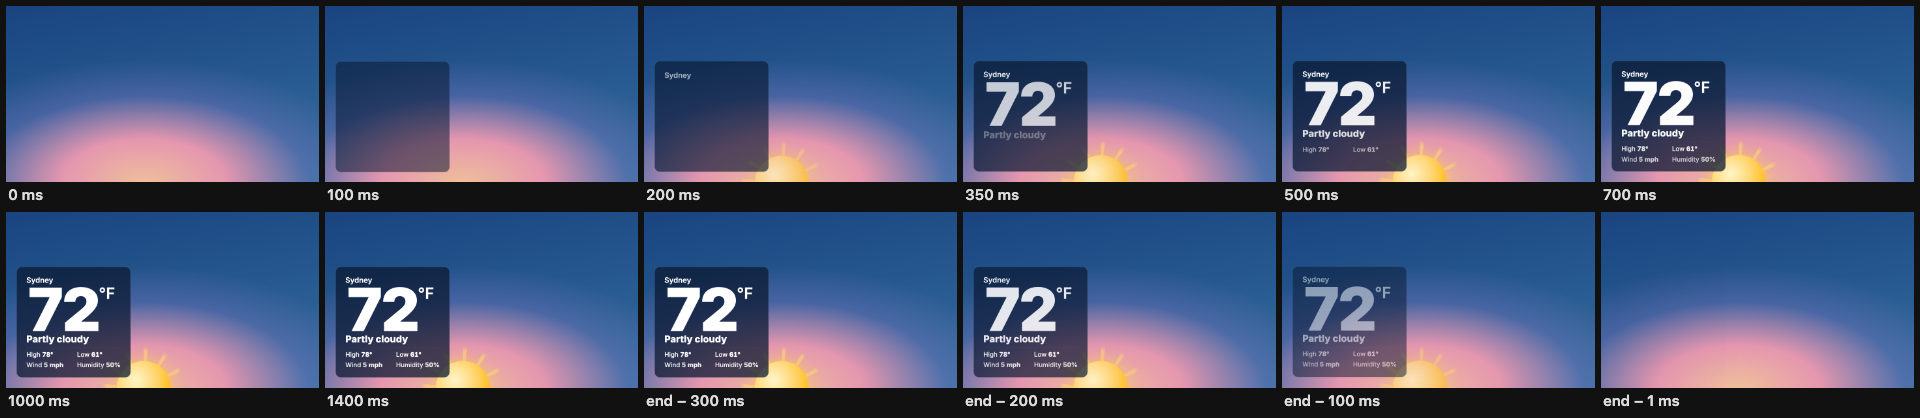 0 ms
100 ms
Sydney
200 ms
Sydney
72°F
Partly cloudy
350 ms
Sydney
72°F
Partly cloudy
High 78° Low 61°
500 ms
Sydney
72°F
Partly cloudy
High 78° Low 61°
Wind 5 mph Humidity 50%
700 ms
Sydney
72°F
Partly cloudy
High 78° Low 61°
Wind 5 mph Humidity 50%
1000 ms
Sydney
72°F
Partly cloudy
High 78° Low 61°
Wind 5 mph Humidity 50%
1400 ms
Sydney
72°F
Partly cloudy
High 78° Low 61°
Wind 5 mph Humidity 50%
end – 300 ms
Sydney
72°F
Partly cloudy
High 78° Low 61°
Wind 5 mph Humidity 50%
end – 200 ms
Sydney
72°F
Partly cloudy
High 78° Low 61°
Wind 5 mph Humidity 50%
end – 100 ms
end – 1 ms